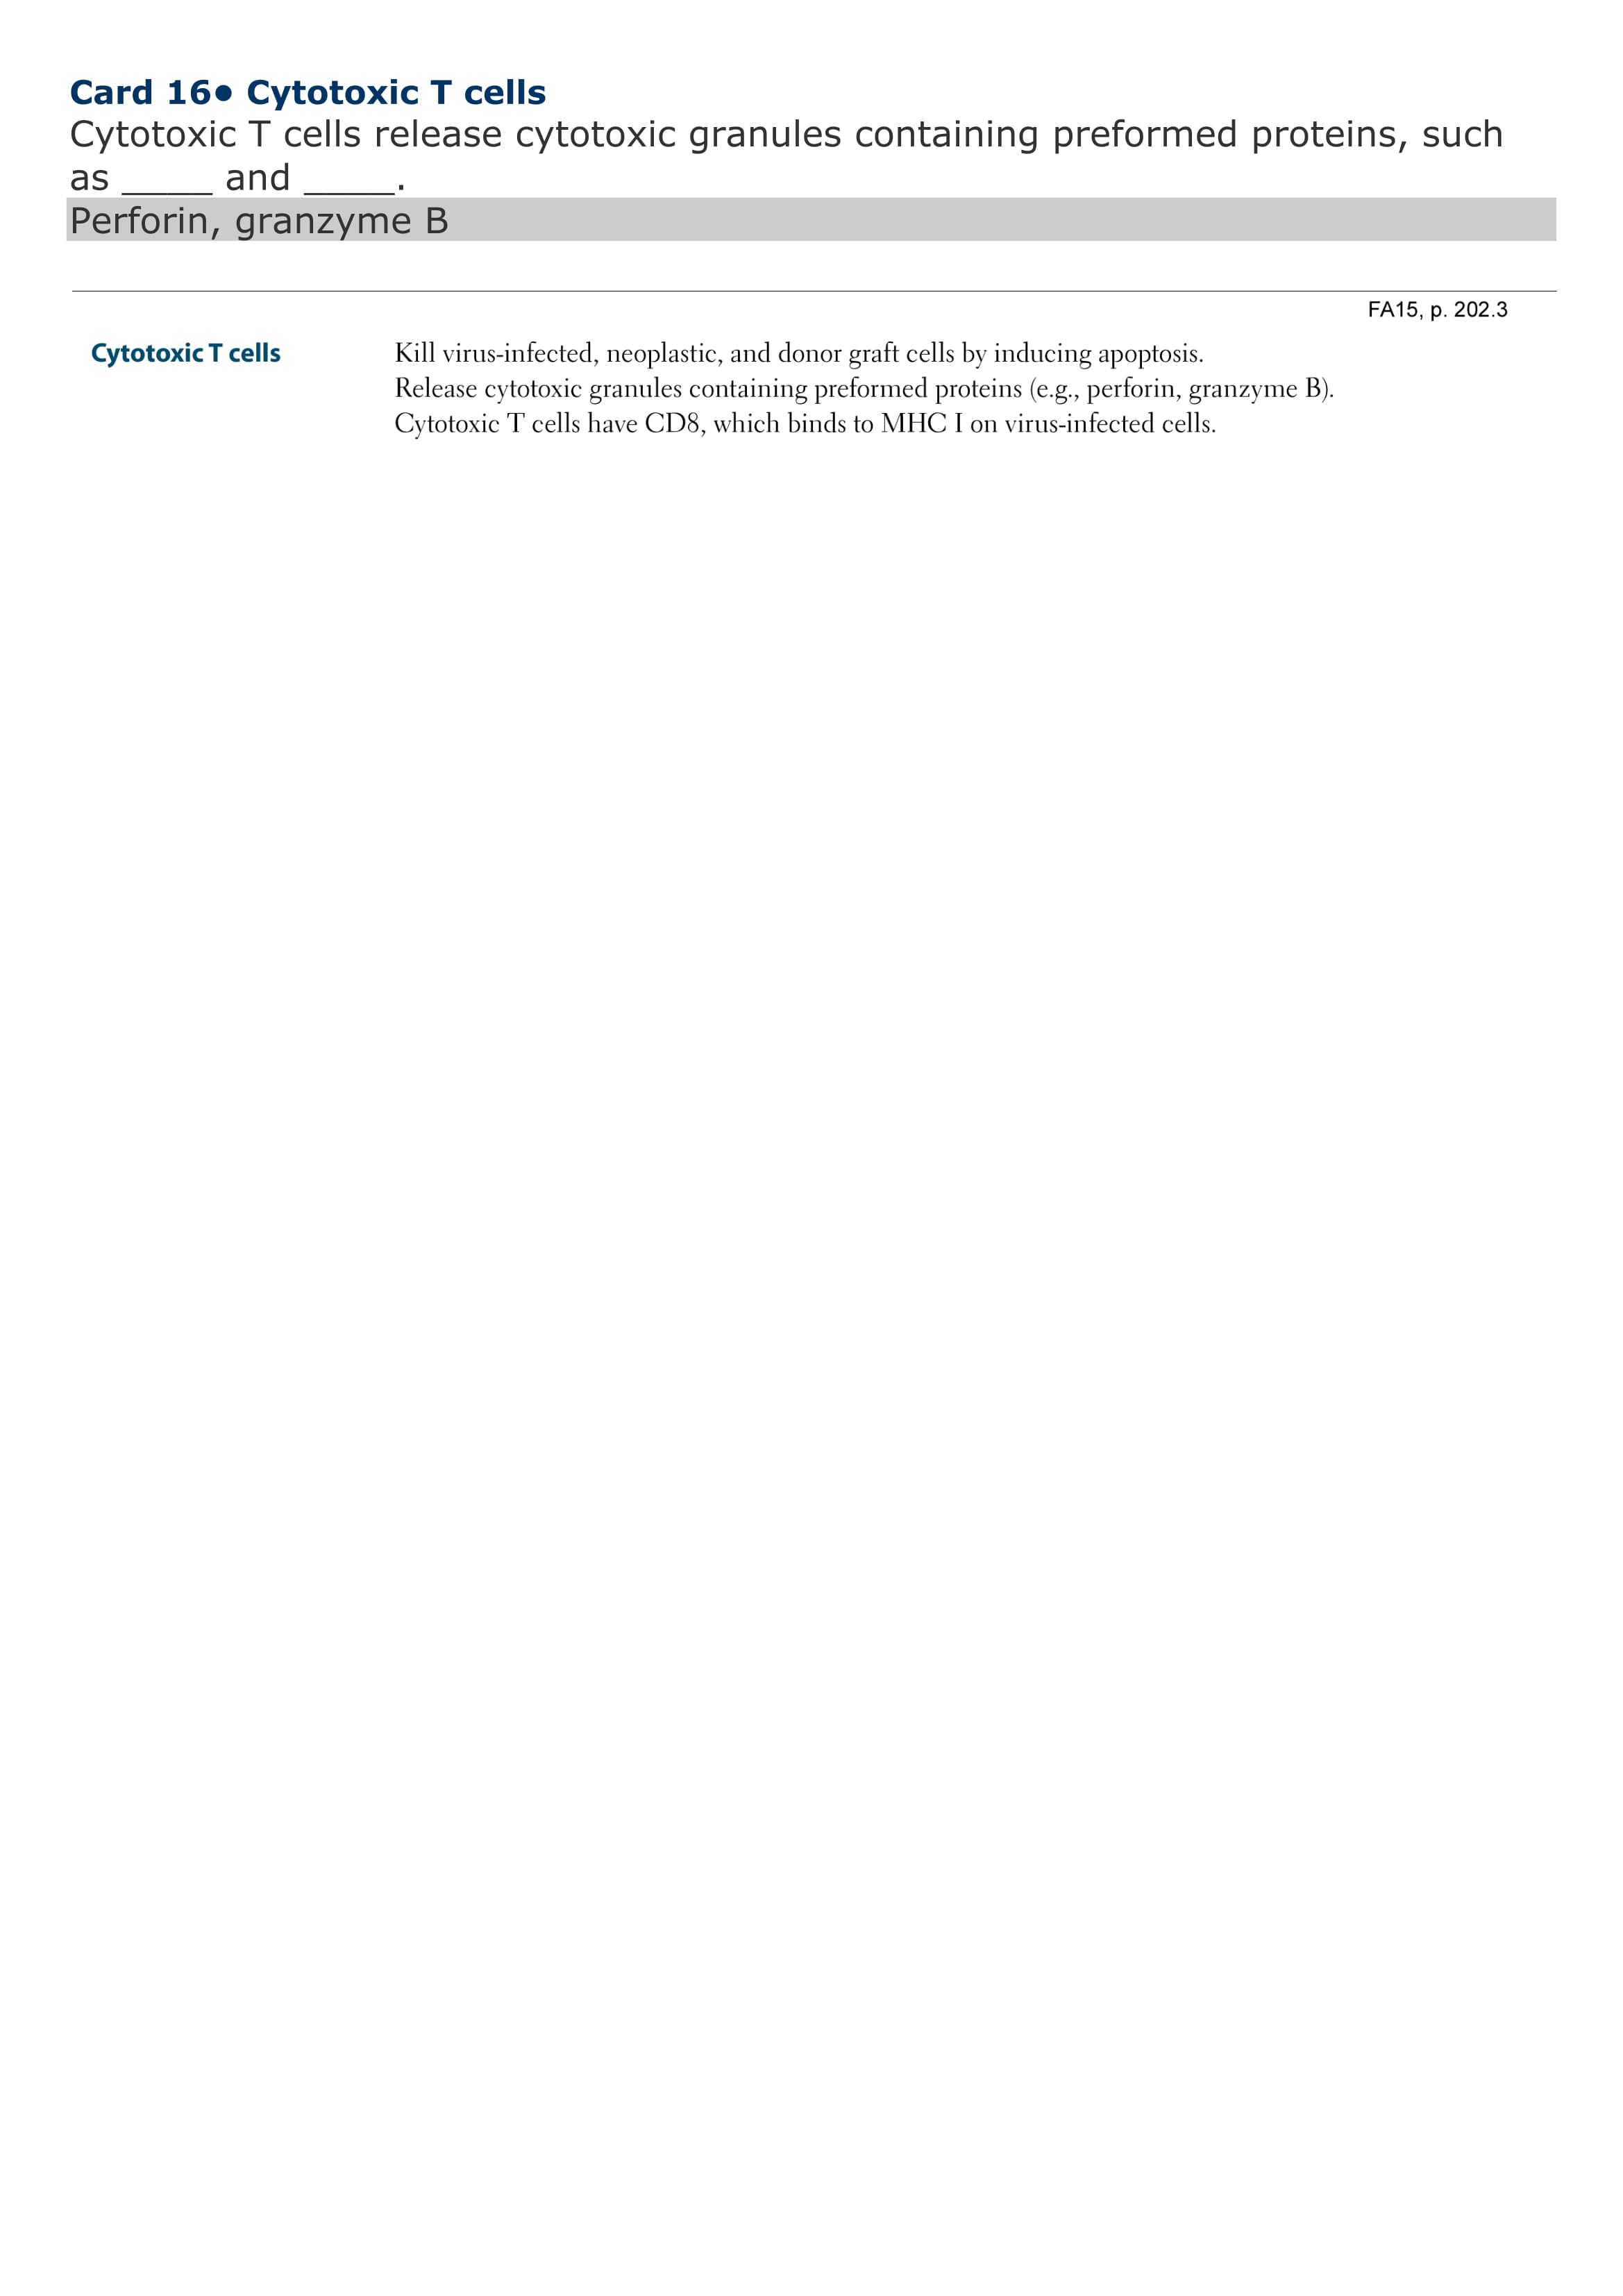 Card 16● Cytotoxic T cells
Cytotoxic T cells release cytotoxic granules containing preformed proteins, such
as ____ and ____.
Perforin, granzyme B
FA15, p. 202.3
Cytotoxic T cells
Kill virus-infected, neoplastic, and donor graft cells by inducing apoptosis.
Release cytotoxic granules containing preformed proteins (e.g., perforin, granzyme B).
Cytotoxic T cells have CD8, which binds to MHC I on virus-infected cells.